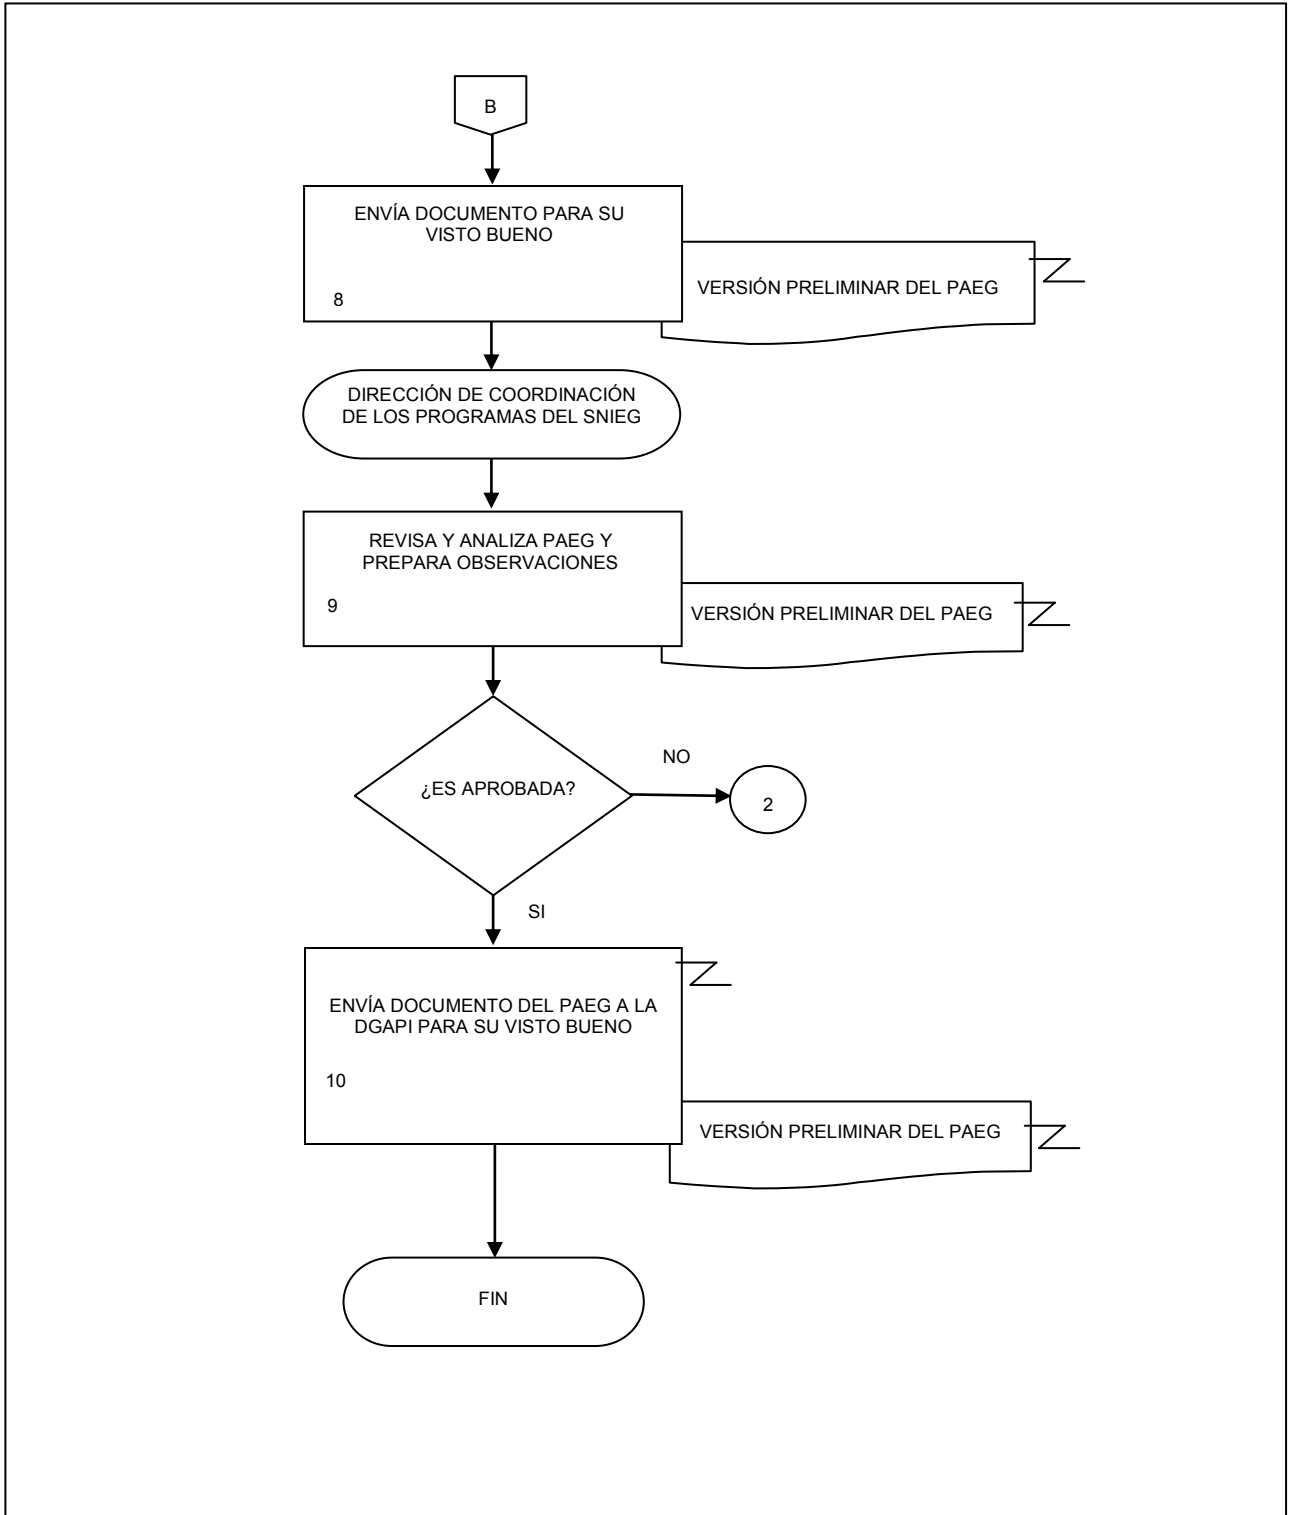 B
ENVÍA DOCUMENTO PARA SU
VISTO BUENO
8
VERSIÓN PRELIMINAR DEL PAEG
DIRECCIÓN DE COORDINACIÓN
DE LOS PROGRAMAS DEL SNIEG
REVISA Y ANALIZA PAEG Y
PREPARA OBSERVACIONES
9
VERSIÓN PRELIMINAR DEL PAEG
¿ES APROBADA?
NO
2
SI
ENVÍA DOCUMENTO DEL PAEG A LA
DGAPI PARA SU VISTO BUENO
10
VERSIÓN PRELIMINAR DEL PAEG
FIN